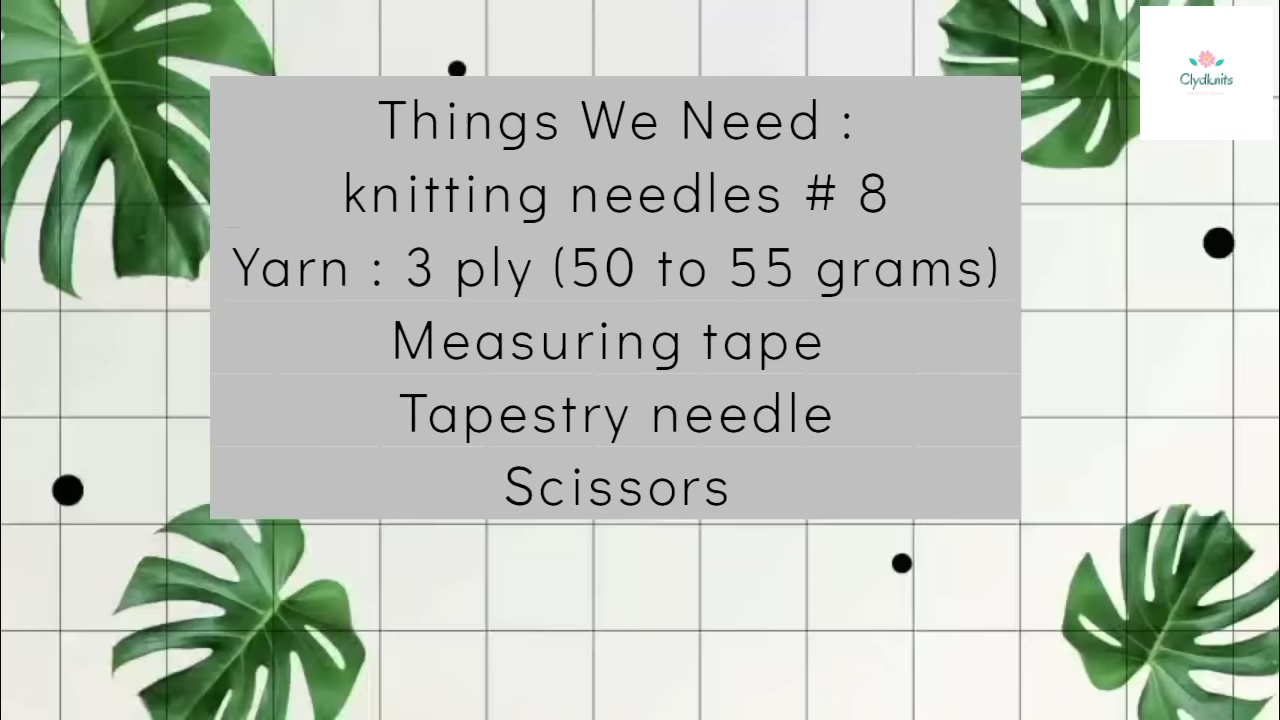 Things We Need :
knitting needles # 8
Yarn : 3 ply (50 to 55 grams)
Measuring tape
Tapestry needle
Scissors
Clydknits